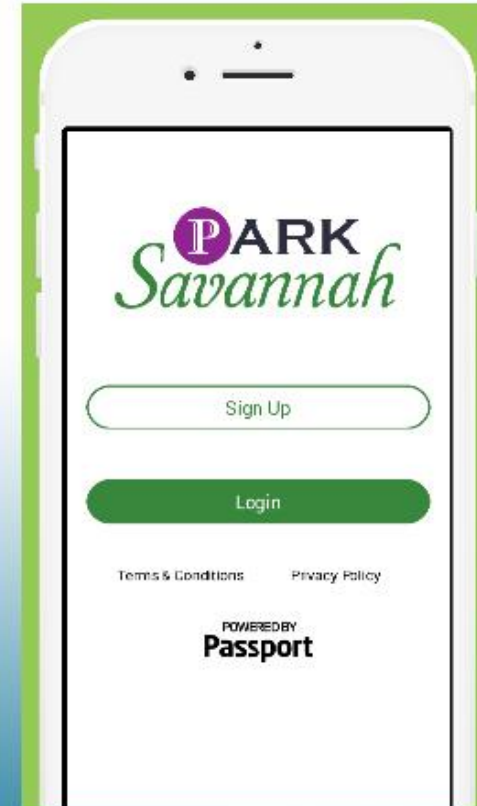 PARK
Savannah
Sign Up
Login
Terms & Conditions Privacy Policy
POWERED BY
Passport